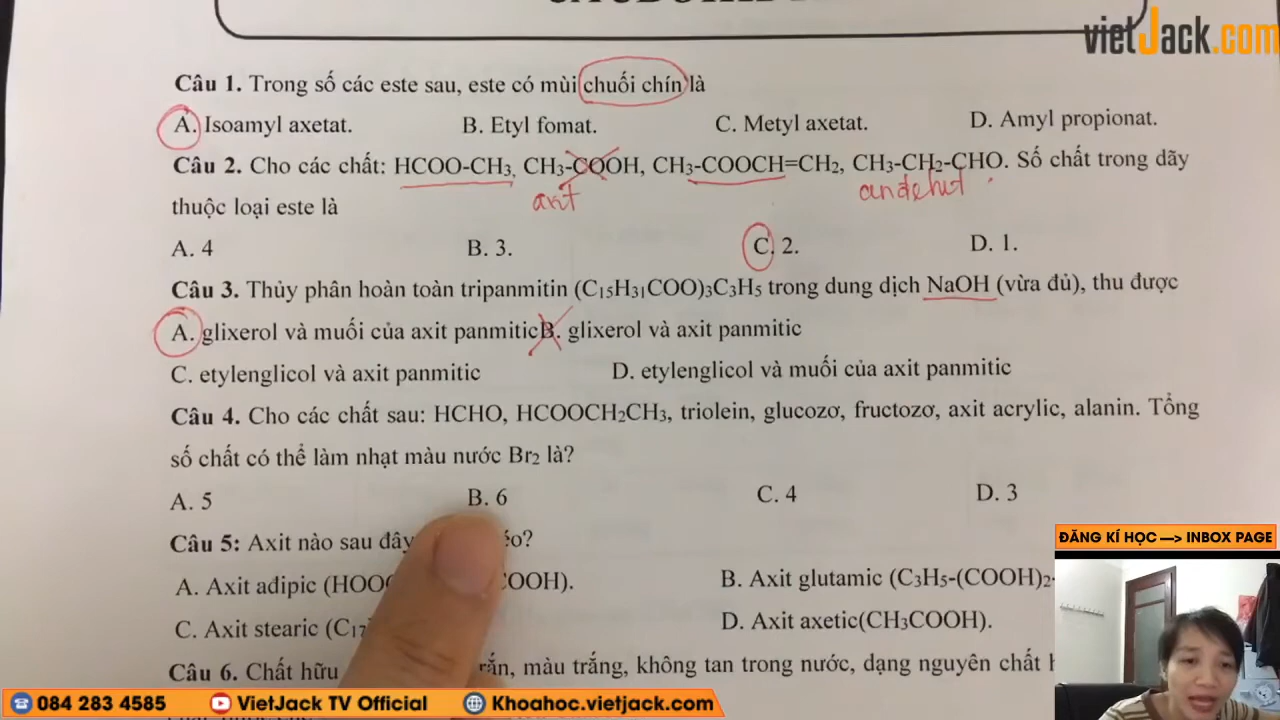 vietJack.com
Câu 1. Trong số các este sau, este có mùi chuối chín là
A. Isoamyl axetat. B. Etyl fomat. C. Metyl axetat. D. Amyl propionat.
Câu 2. Cho các chất: HCOO-CH₃, CH₃-COOH, CH₃-COOCH=CH₂, CH₃-CH₂-CHO. Số chất trong dãy
axit anđehit
thuộc loại este là
A. 4 B. 3. C. 2. D. 1.
Câu 3. Thủy phân hoàn toàn tripanmitin (C₁₅H₃₁COO)₃C₃H₅ trong dung dịch NaOH (vừa đủ), thu được
A. glixerol và muối của axit panmitic B. glixerol và axit panmitic
C. etylenglicol và axit panmitic D. etylenglicol và muối của axit panmitic
Câu 4. Cho các chất sau: HCHO, HCOOCH₂CH₃, triolein, glucozơ, fructozơ, axit acrylic, alanin. Tổng
số chất có thể làm nhạt màu nước Br₂ là?
A. 5 B. 6 C. 4 D. 3
Câu 5: Axit nào sau đây éo?
A. Axit ađipic (HOO COOH). B. Axit glutamic (C₃H₅-(COOH)₂-
C. Axit stearic (C₁₇ D. Axit axetic(CH₃COOH).
Câu 6. Chất hữu rắn, màu trắng, không tan trong nước, dạng nguyên chất
ĐĂNG KÍ HỌC —> INBOX PAGE
084 283 4585 VietJack TV Official Khoahoc.vietjack.com